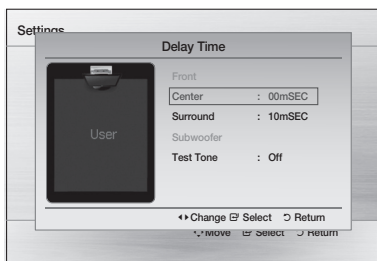 Settings
Delay Time
Front
Center : 00mSEC
Surround : 10mSEC
User
Subwoofer
Test Tone : Off
Change Select Return
Move Select Return